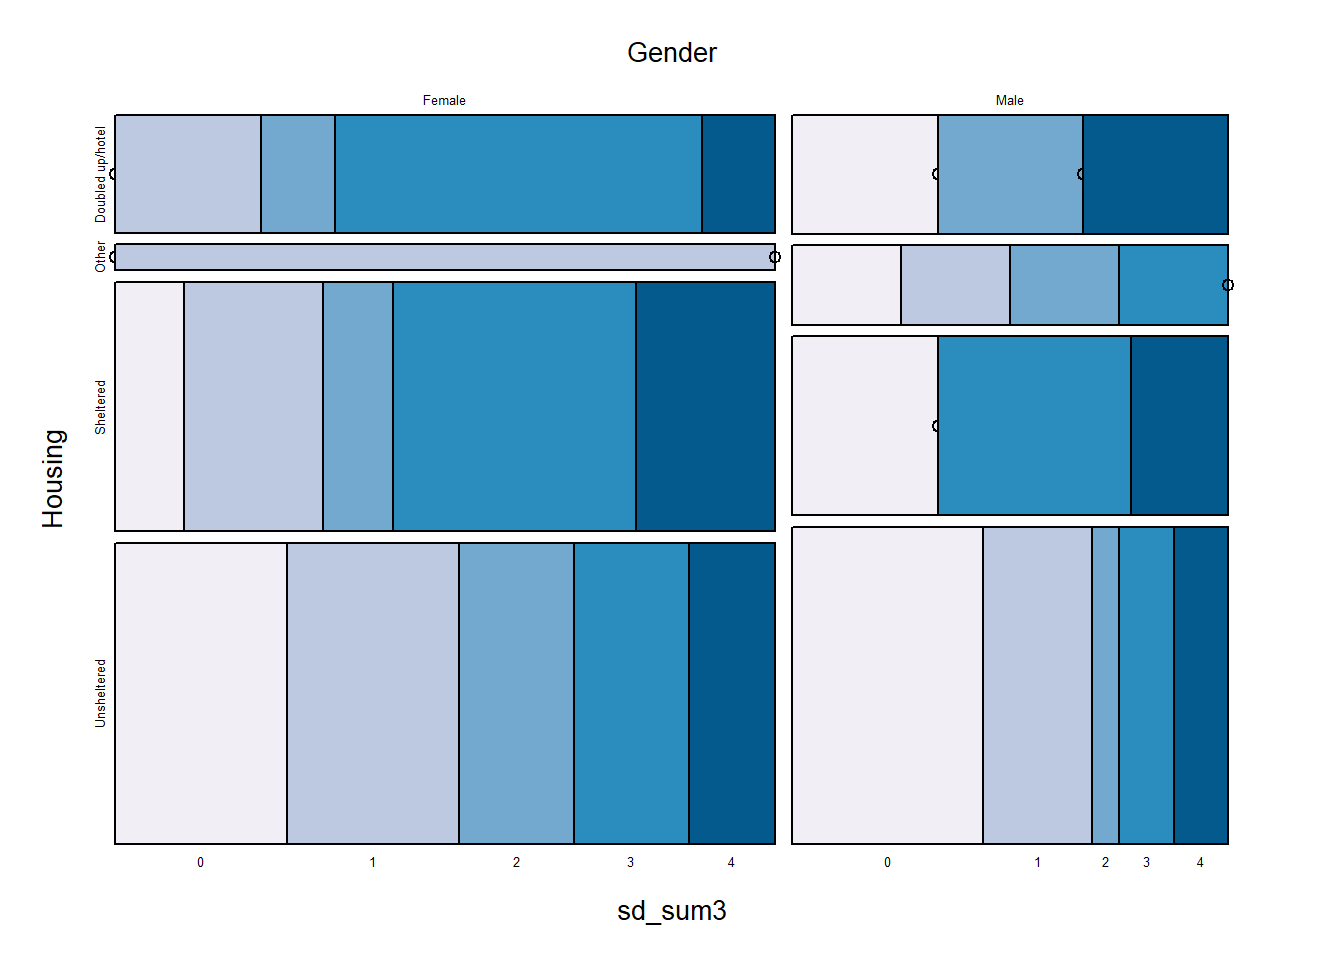 Gender
Female
Male
Doubled up/hotel
Other
Sheltered
Unsheltered
Housing
0 1 2 3 4 0 1 2 3 4
sd_sum3